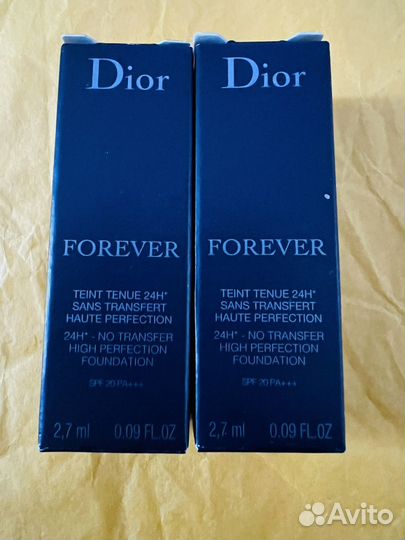 Dior
FOREVER
TEINT TENUE 24H*
SANS TRANSFERT
HAUTE PERFECTION
24H* - NO TRANSFER
HIGH PERFECTION
FOUNDATION
SPF 20 PA+++
2,7 ml 0.09 FL.OZ
Dior
FOREVER
TEINT TENUE 24H*
SANS TRANSFERT
HAUTE PERFECTION
24H* - NO TRANSFER
HIGH PERFECTION
FOUNDATION
SPF 20 PA+++
2,7 ml 0.09 FL.OZ
Avito